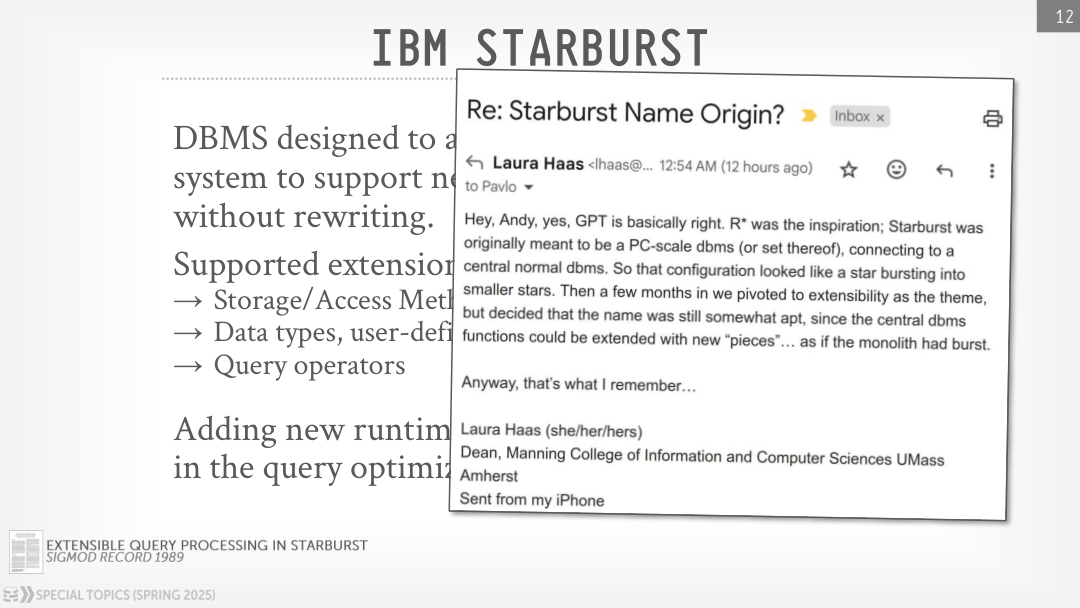 12
IBM STARBURST
DBMS designed to a
system to support
without rewriting.
Supported
→ Storage/Access
→ Data types,
→ Query operators
Adding new
in the query
Re: Starburst Name Origin?
Inbox ×
Laura Haas <lhaas@... 12:54 AM (12 hours ago)
to Pavlo
Hey, Andy, yes, GPT is basically right. R* was the inspiration; Starburst was
originally meant to be a PC-scale dbms (or set thereof), connecting to a
central normal dbms. So that configuration looked like a star bursting into
smaller stars. Then a few months in we pivoted to extensibility as the theme,
but decided that the name was still somewhat apt, since the central dbms
functions could be extended with new “pieces”… as if the monolith had burst.
Anyway, that’s what I remember…
Laura Haas (she/her/hers)
Dean, Manning College of Information and Computer Sciences UMass
Amherst
Sent from my iPhone
EXTENSIBLE QUERY PROCESSING IN STARBURST
SIGMOD RECORD 1989
SPECIAL TOPICS (SPRING 2025)